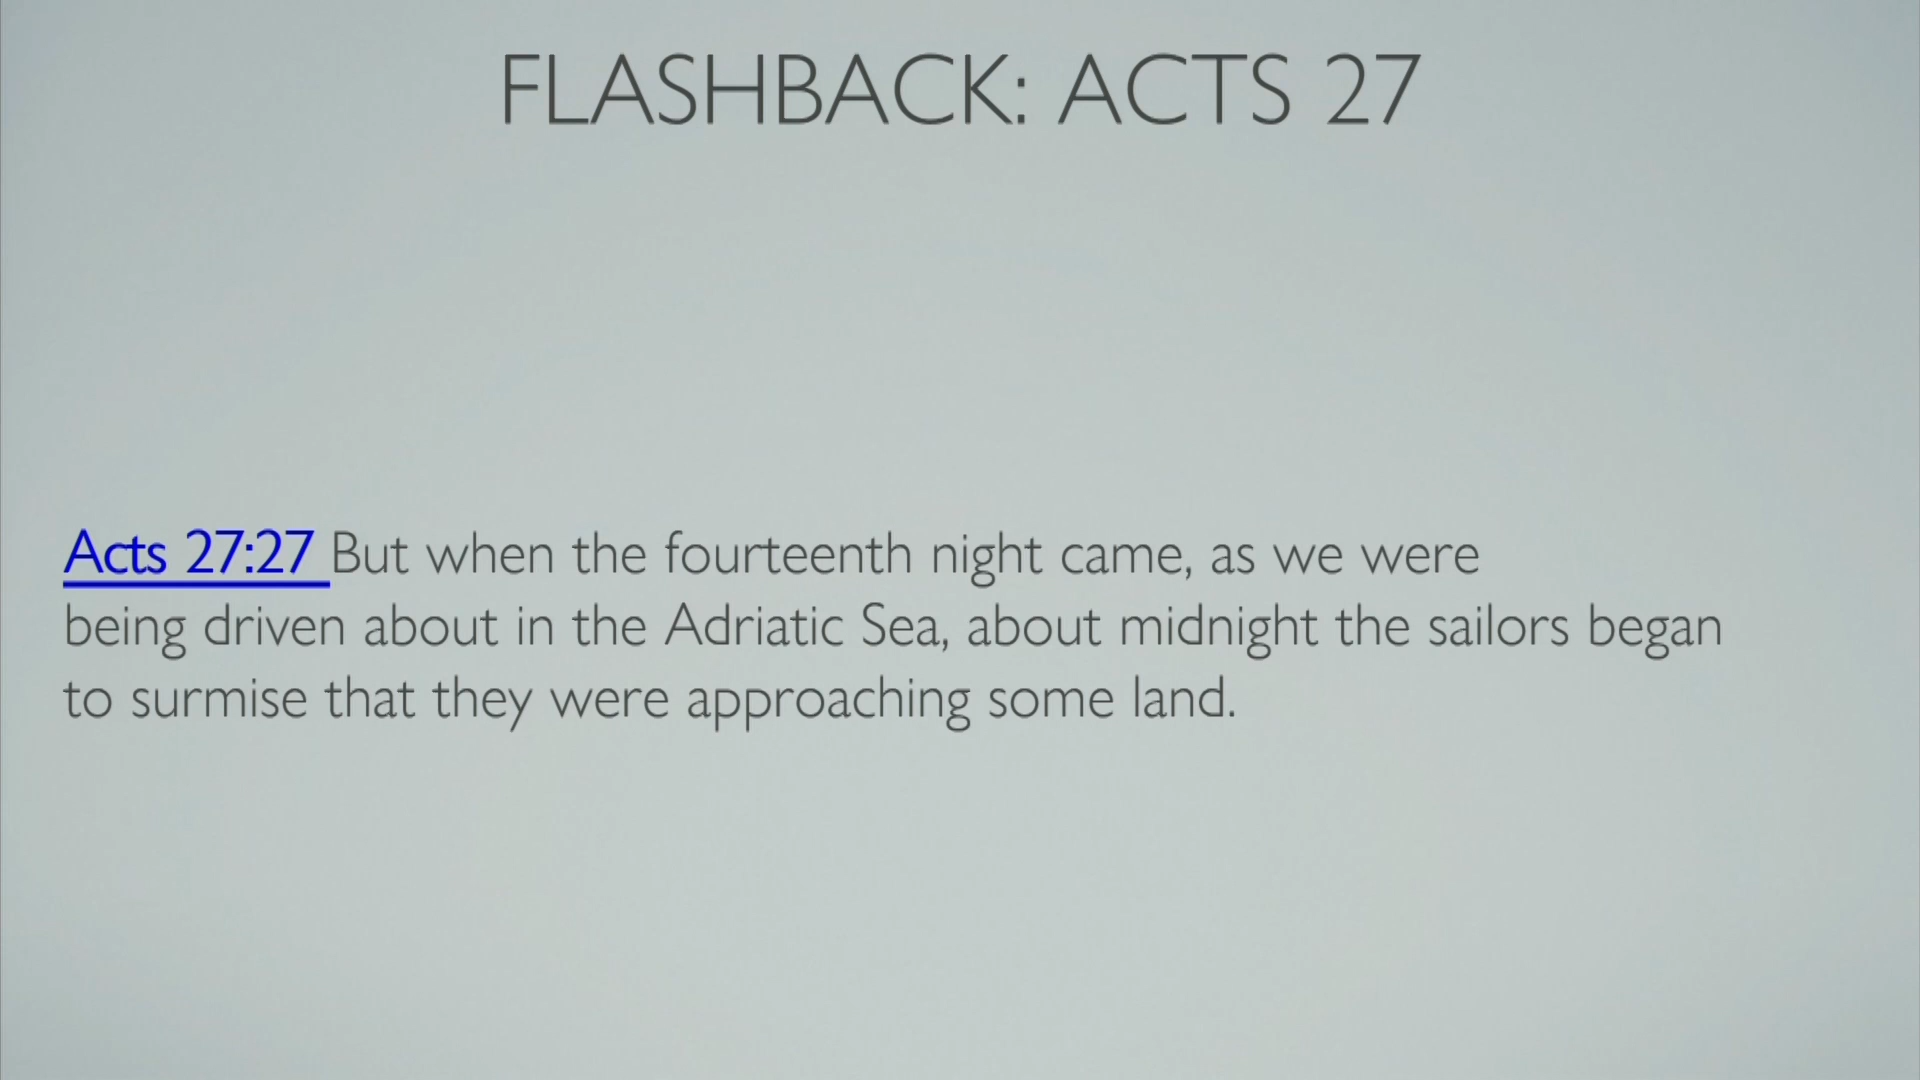 FLASHBACK: ACTS 27
Acts 27:27 But when the fourteenth night came, as we were
being driven about in the Adriatic Sea, about midnight the sailors began
to surmise that they were approaching some land.